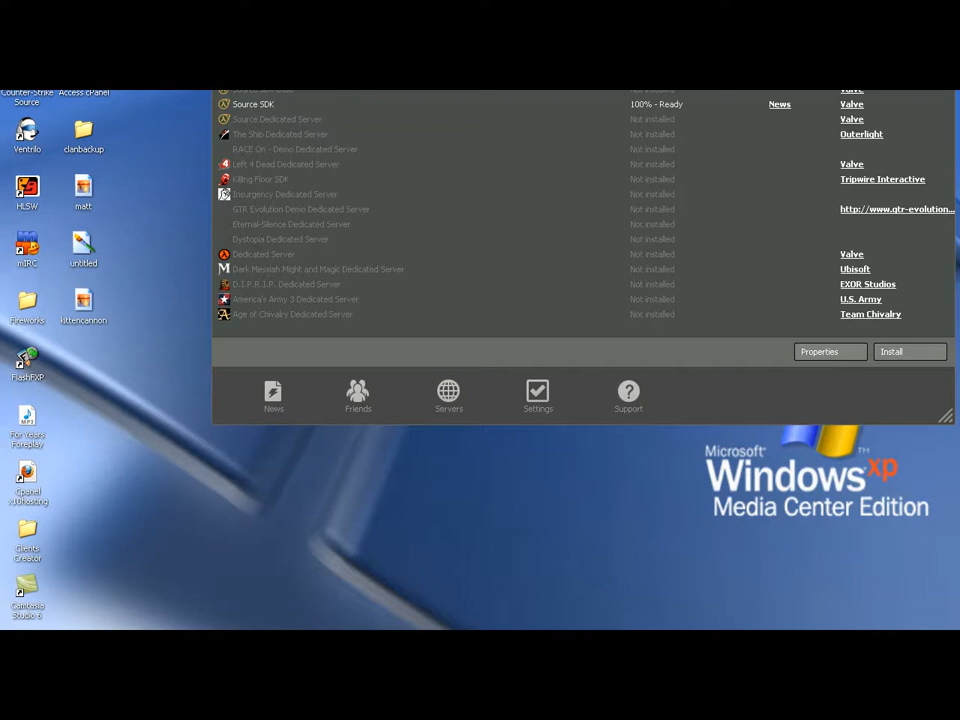 Counter-Strike Source
Access cPanel
Ventrilo
clanbackup
HLSW
matt
mIRC
untitled
Fireworks
kittencannon
FlashFXP
For Years Foreplay
Cpanel x10hosting
Clients Creator
Camtasia Studio 6
Valve
Source SDK 100% - Ready News Valve
Source Dedicated Server Not installed Valve
The Ship Dedicated Server Not installed Outerlight
RACE On - Demo Dedicated Server Not installed
Left 4 Dead Dedicated Server Not installed Valve
Killing Floor SDK Not installed Tripwire Interactive
Insurgency Dedicated Server Not installed
GTR Evolution Demo Dedicated Server Not installed http://www.gtr-evolution...
Eternal-Silence Dedicated Server Not installed
Dystopia Dedicated Server Not installed
Dedicated Server Not installed Valve
Dark Messiah Might and Magic Dedicated Server Not installed Ubisoft
D.I.P.R.I.P. Dedicated Server Not installed EXOR Studios
America's Army 3 Dedicated Server Not installed U.S. Army
Age of Chivalry Dedicated Server Not installed Team Chivalry
Properties Install
News Friends Servers Settings Support
Microsoft
Windows xp TM
Media Center Edition